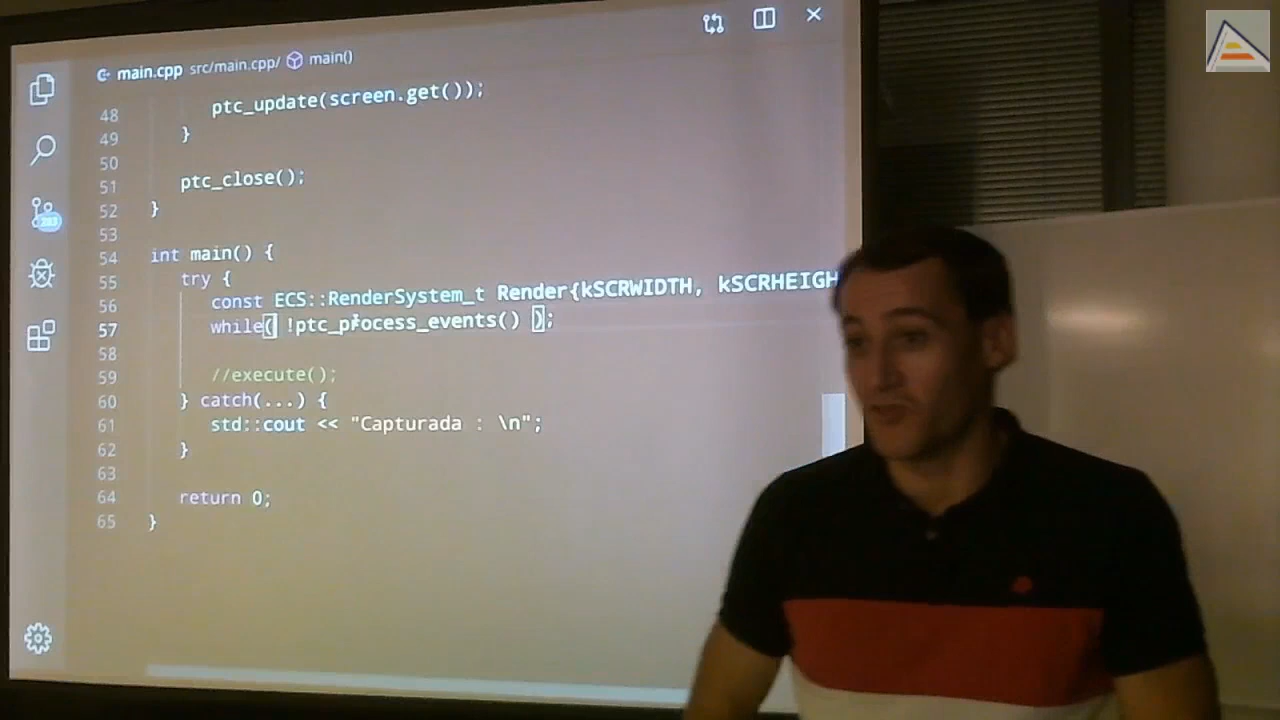 main.cpp src/main.cpp/ main()
48 ptc_update(screen.get());
49 }
50
51 ptc_close();
52 }
53
54 int main() {
55 try {
56 const ECS::RenderSystem_t Render{kSCRWIDTH, kSCRHEIGH
57 while( !ptc_process_events() );
58
59 //execute();
60 } catch(...) {
61 std::cout << "Capturada : \n";
62 }
63
64 return 0;
65 }